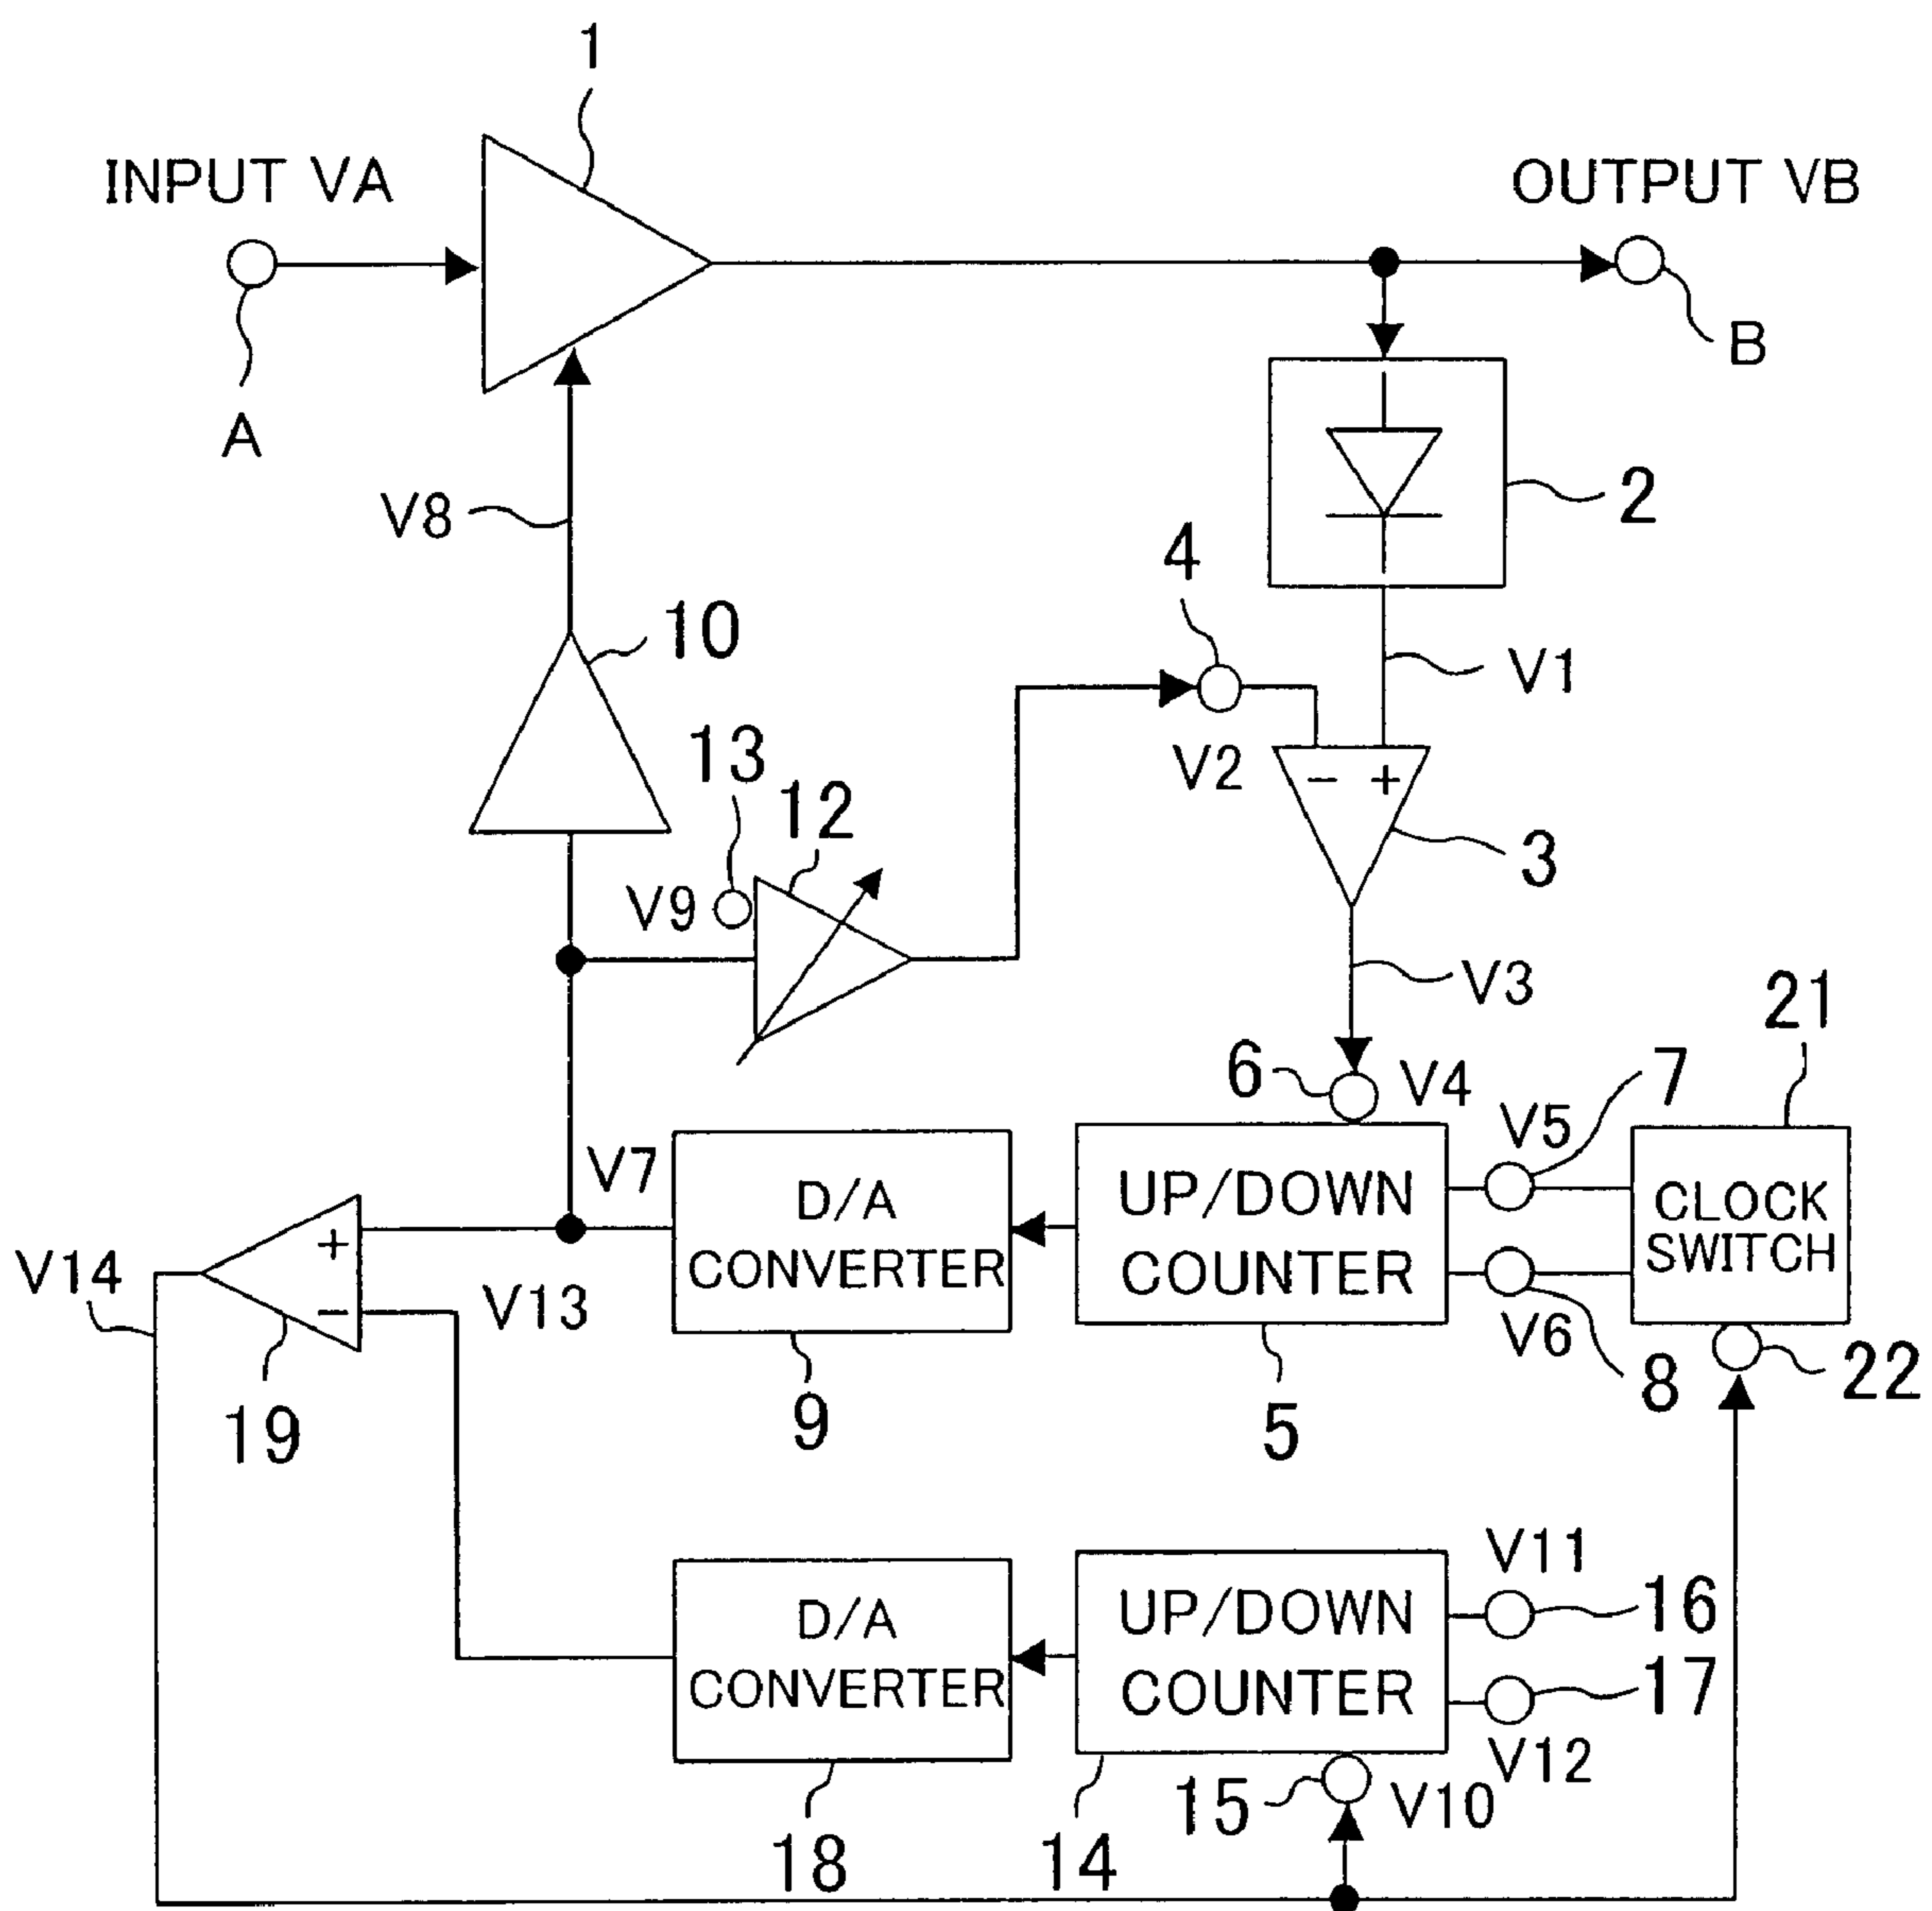 1
INPUT VA
OUTPUT VB
A
B
V8
2
4
10
V1
13
V2
12
3
V9
V3
21
6
V4
7
V5
V7
D/A
CONVERTER
UP/DOWN
COUNTER
CLOCK
SWITCH
+
−
− +
V14
V13
V6
8
22
19
9
5
V11
16
D/A
CONVERTER
UP/DOWN
COUNTER
17
V12
15
V10
18
14